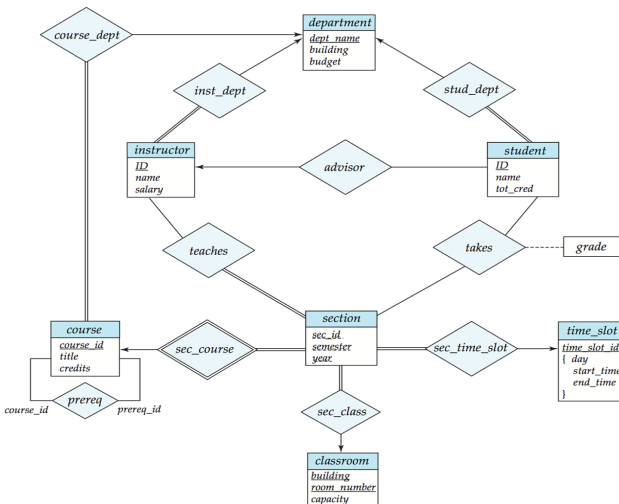 department
dept_name
building
budget
course_dept
inst_dept
stud_dept
instructor
ID
name
salary
advisor
student
ID
name
tot_cred
teaches
takes
grade
section
sec_id
semester
year
course
course_id
title
credits
sec_course
sec_time_slot
time_slot
time_slot_id
{ day
start_time
end_time
}
prereq
course_id
prereq_id
sec_class
classroom
building
room_number
capacity